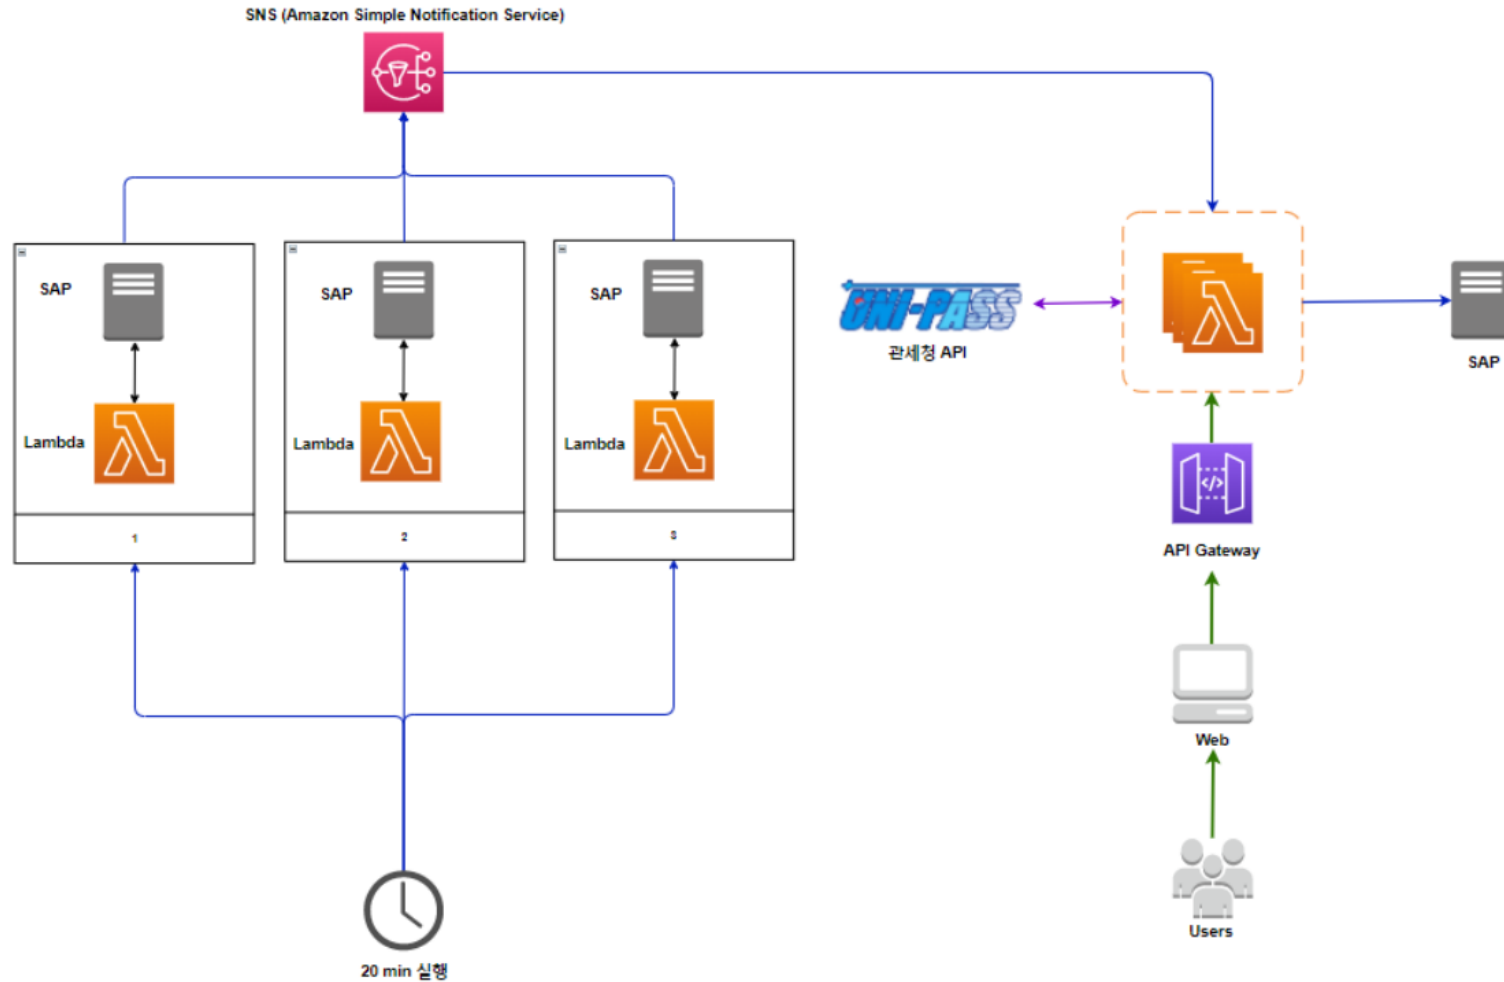 SNS (Amazon Simple Notification Service)
SAP
Lambda
1
SAP
Lambda
2
SAP
Lambda
3
20 min 실행
UNI-PASS
관세청 API
SAP
API Gateway
Web
Users